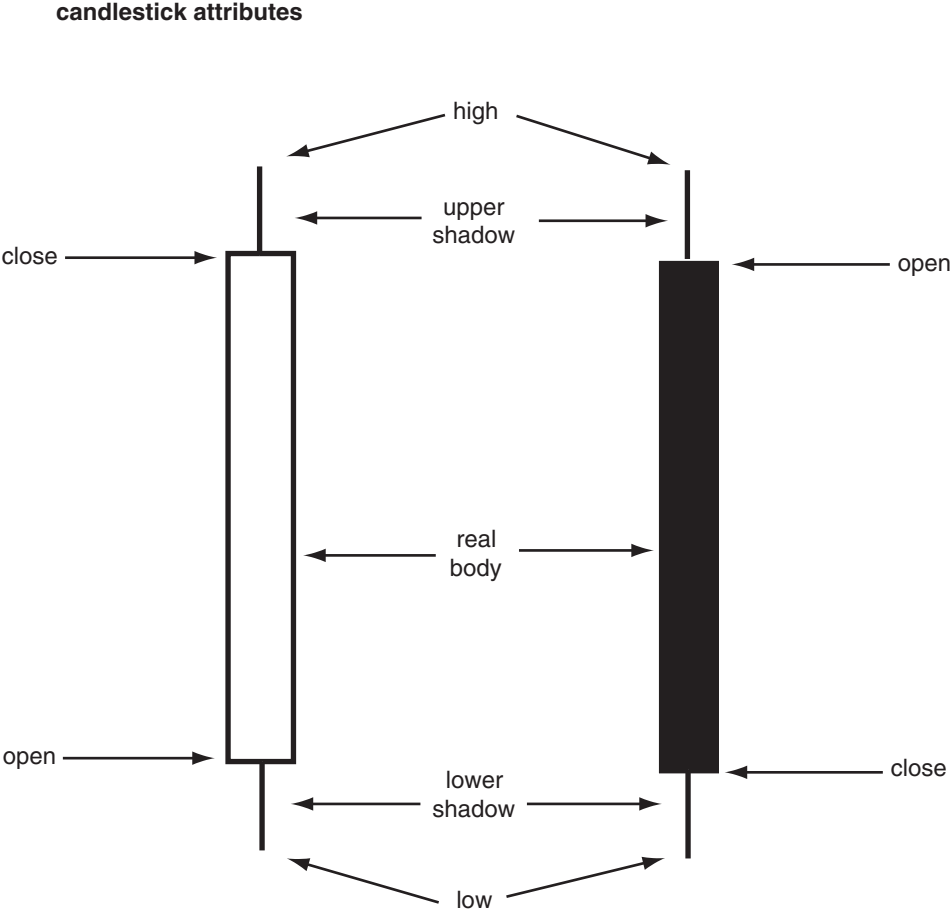 candlestick attributes
high
upper
shadow
close
open
real
body
open
close
lower
shadow
low